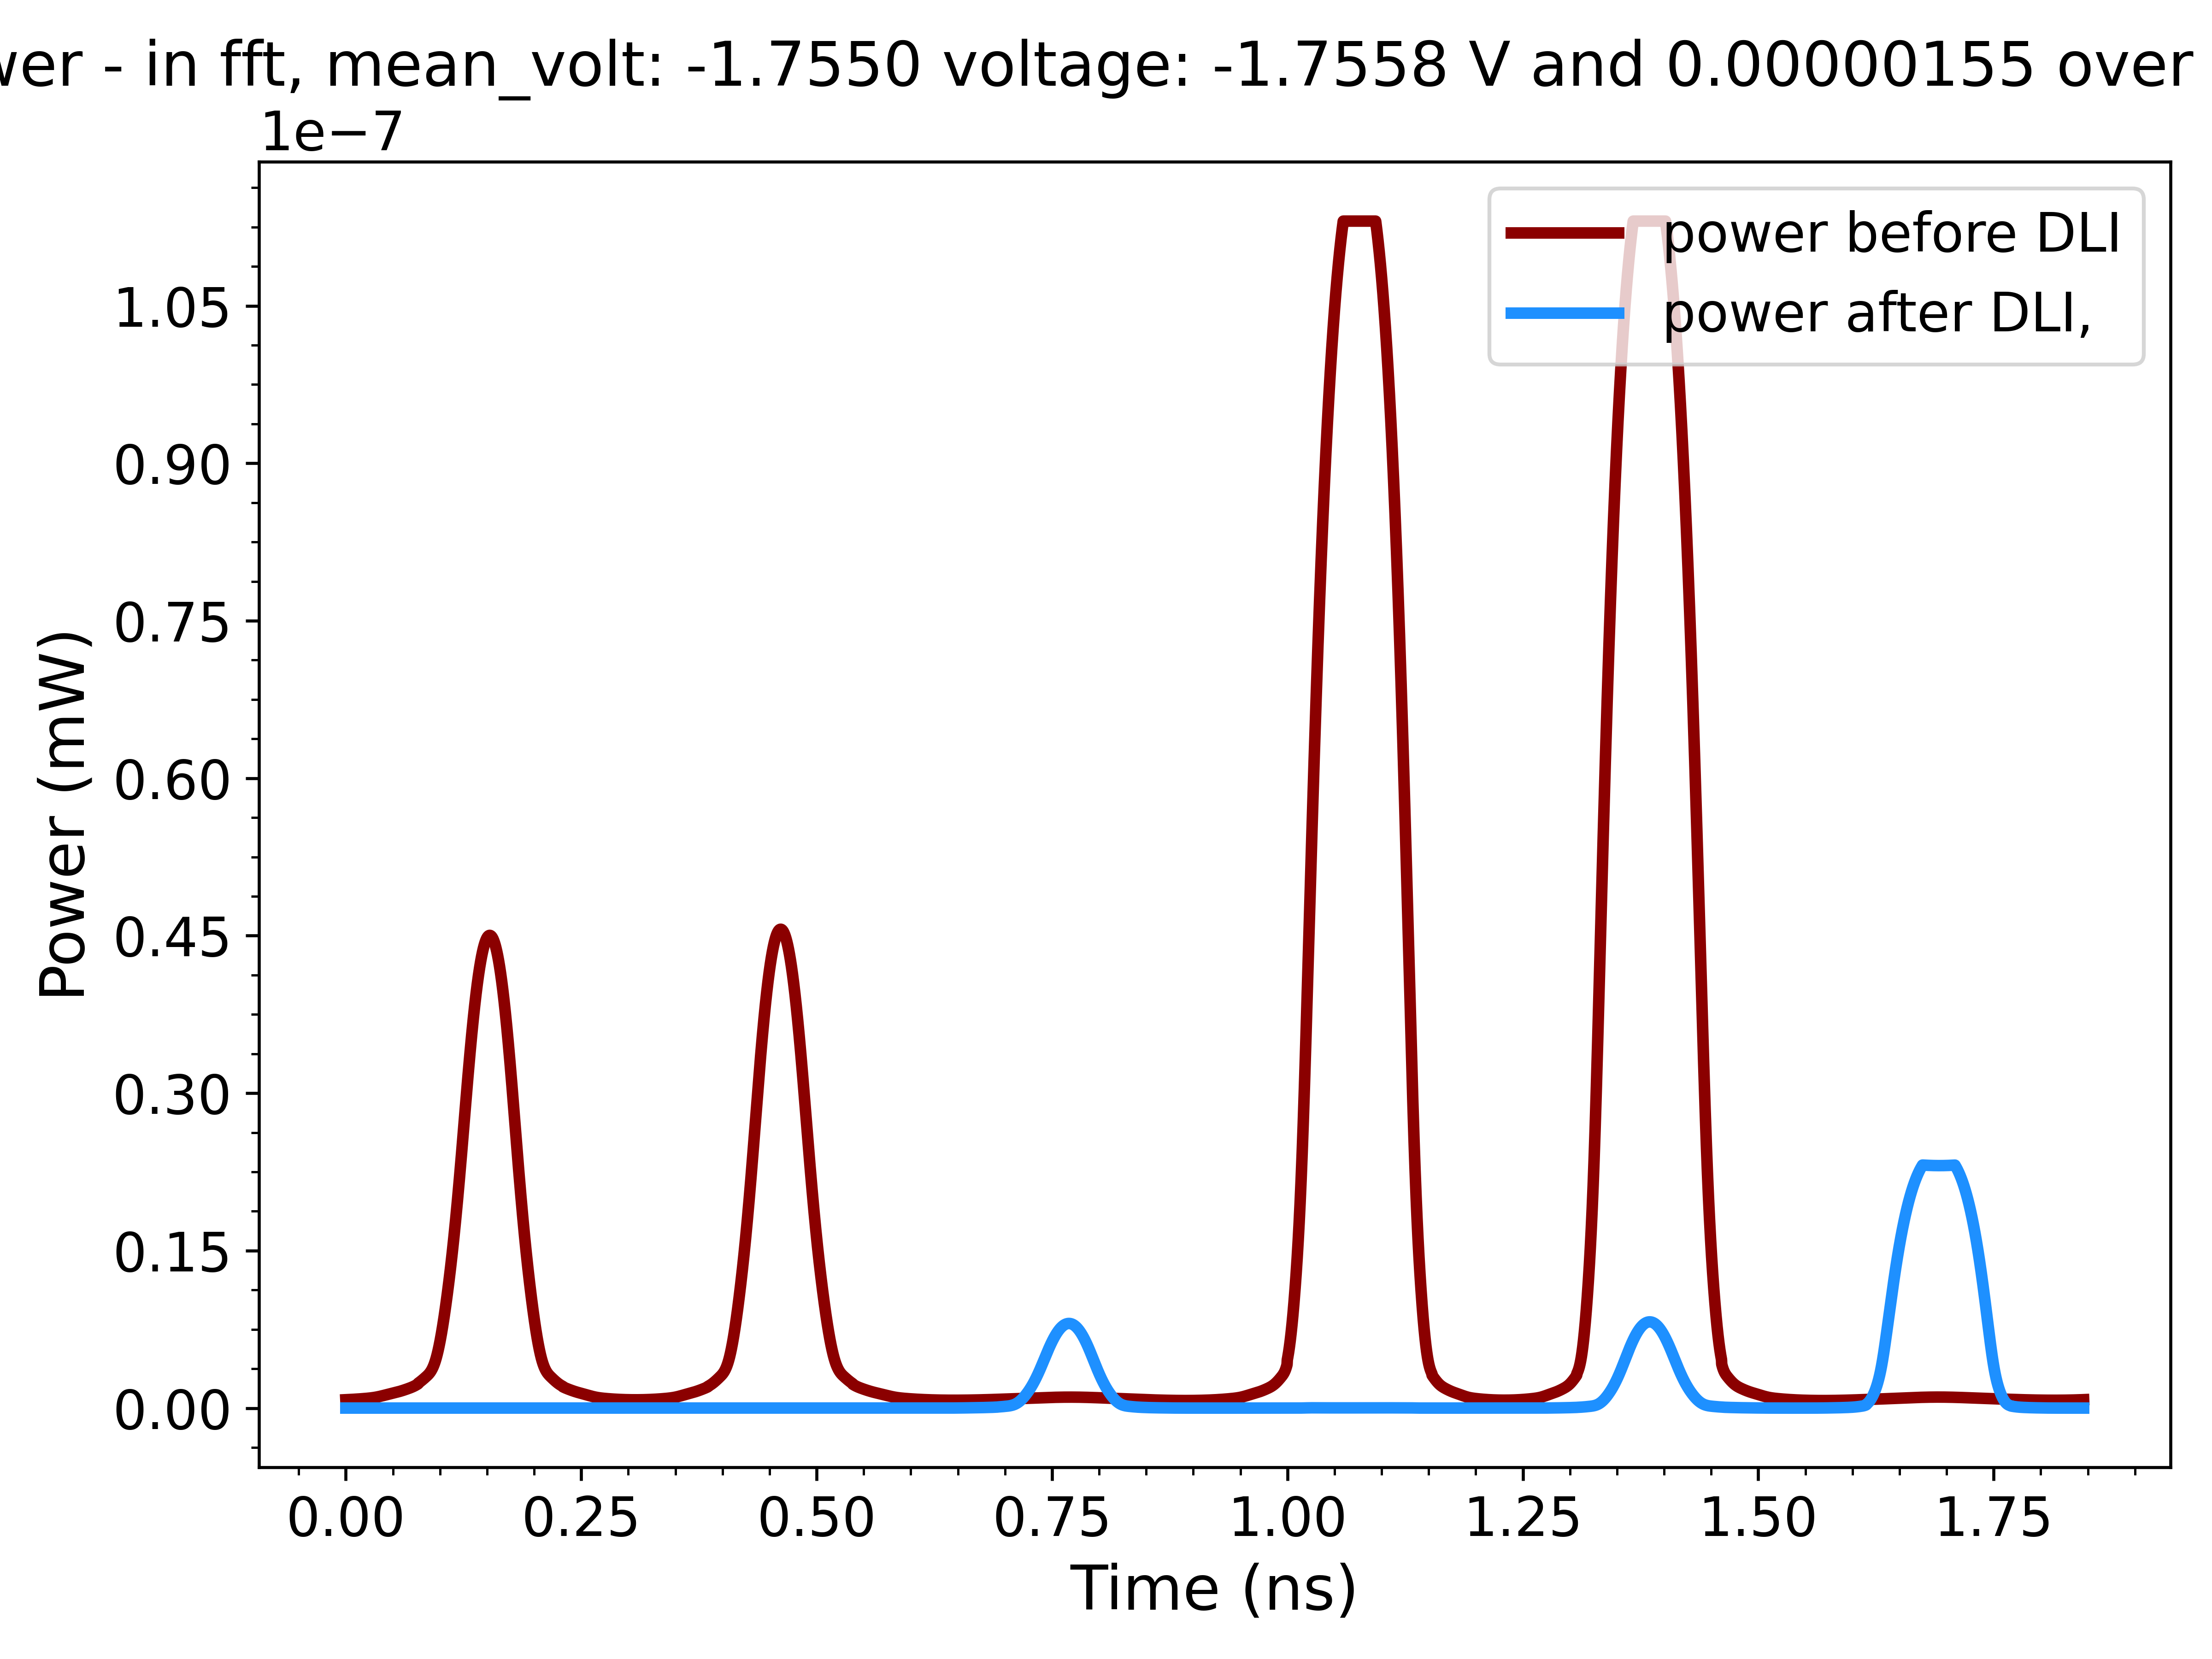 wer - in fft, mean_volt: -1.7550 voltage: -1.7558 V and 0.00000155 over
1e−7
power before DLI
power after DLI,
1.05
0.90
0.75
0.60
0.45
0.30
0.15
0.00
Power (mW)
0.00 0.25 0.50 0.75 1.00 1.25 1.50 1.75
Time (ns)